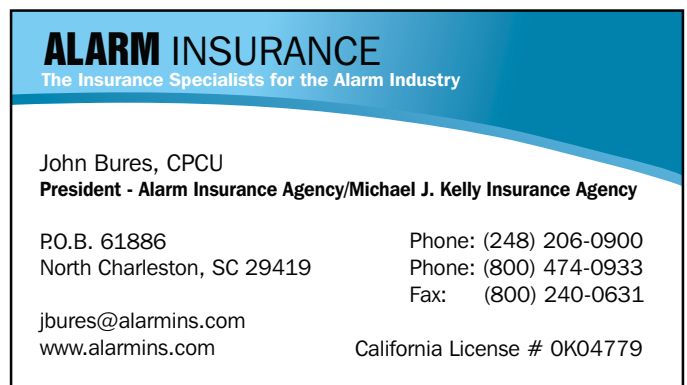 ALARM INSURANCE
The Insurance Specialists for the Alarm Industry
John Bures, CPCU
President - Alarm Insurance Agency/Michael J. Kelly Insurance Agency
P.O.B. 61886
North Charleston, SC 29419
Phone: (248) 206-0900
Phone: (800) 474-0933
Fax: (800) 240-0631
jbures@alarmins.com
www.alarmins.com
California License # 0K04779